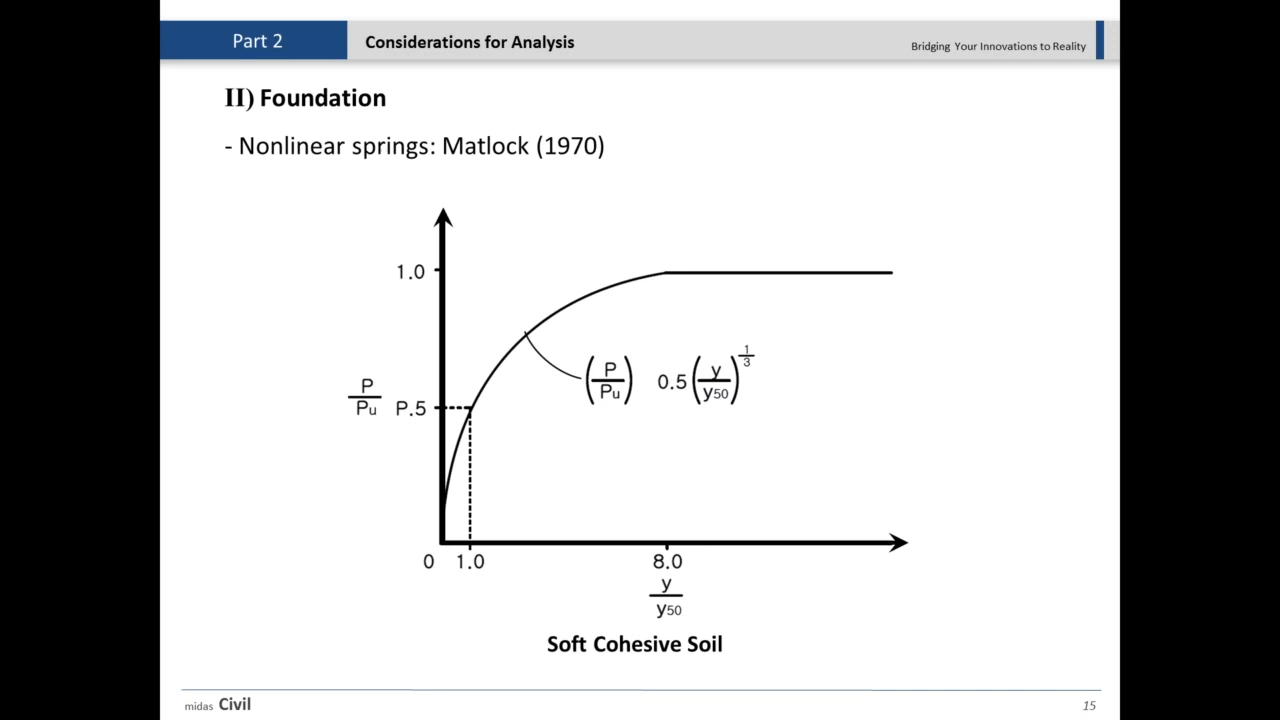 Part 2
Considerations for Analysis
Bridging Your Innovations to Reality
II) Foundation
- Nonlinear springs: Matlock (1970)
1.0
(P/Pu) 0.5(y/y50)^1/3
P/Pu
P.5
0 1.0 8.0
y/y50
Soft Cohesive Soil
midas Civil
15